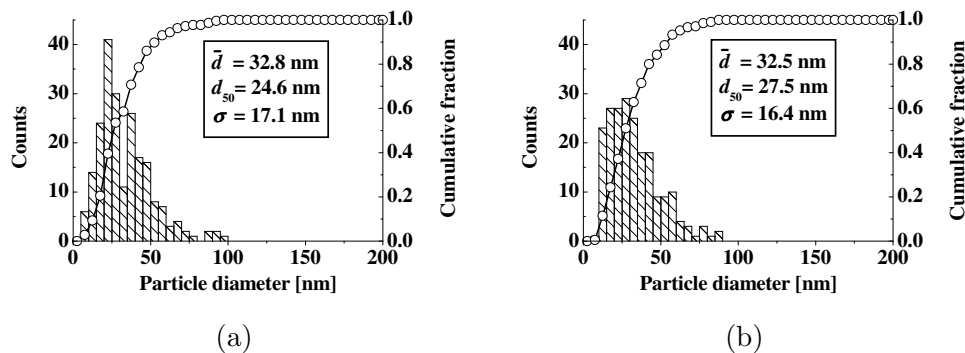 50
40
30
20
10
0
Counts
1.0
0.8
0.6
0.4
0.2
0.0
Cumulative fraction
d̄ = 32.8 nm
d₅₀= 24.6 nm
σ = 17.1 nm
0 50 100 150 200
Particle diameter [nm]
(a)
50
40
30
20
10
0
Counts
1.0
0.8
0.6
0.4
0.2
0.0
Cumulative fraction
d̄ = 32.5 nm
d₅₀= 27.5 nm
σ = 16.4 nm
0 50 100 150 200
Particle diameter [nm]
(b)